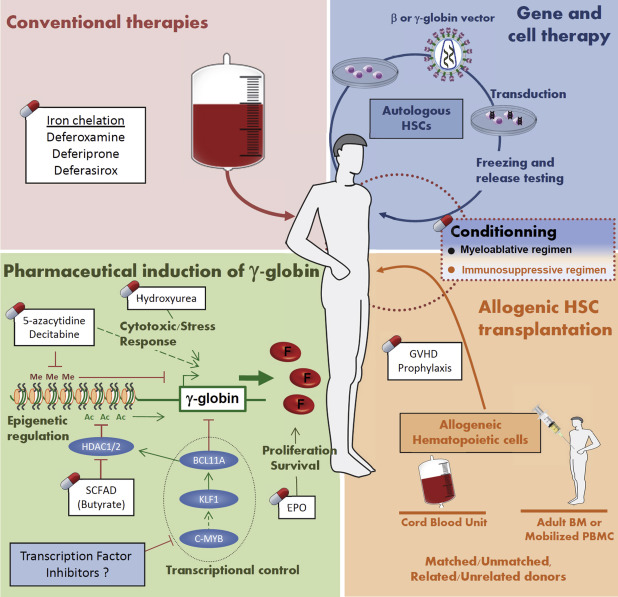 Conventional therapies
Iron chelation
Deferoxamine
Deferiprone
Deferasirox
Gene and
cell therapy
β or γ-globin vector
Transduction
Autologous
HSCs
Freezing and
release testing
Conditionning
Myeloablative regimen
Immunosuppressive regimen
Pharmaceutical induction of γ-globin
Hydroxyurea
Cytotoxic/Stress
Response
5-azacytidine
Decitabine
Me Me Me
γ-globin
F
F
F
Ac Ac Ac
Epigenetic
regulation
HDAC1/2
BCL11A
Proliferation
Survival
SCFAD
(Butyrate)
KLF1
EPO
C-MYB
Transcription Factor
Inhibitors ?
Transcriptional control
Allogenic HSC
transplantation
GVHD
Prophylaxis
Allogeneic
Hematopoietic cells
Cord Blood Unit
Adult BM or
Mobilized PBMC
Matched/Unmatched,
Related/Unrelated donors